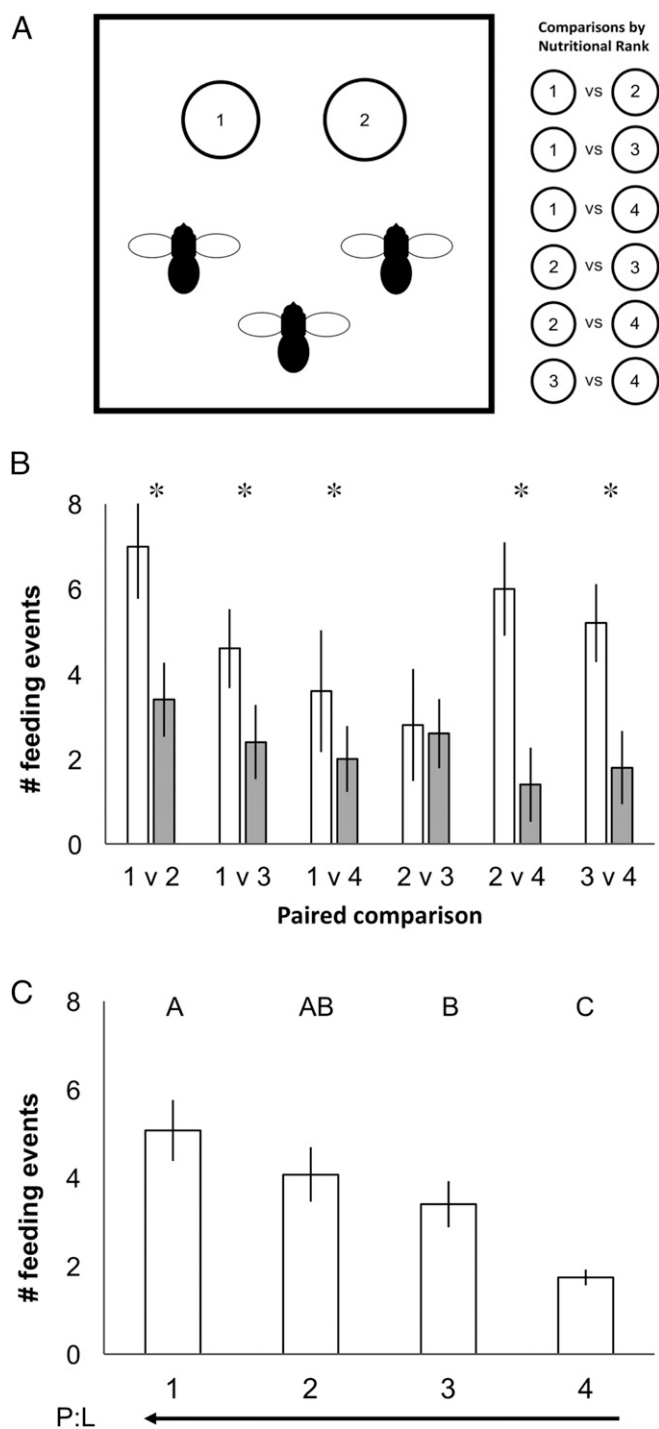 A
1
2
Comparisons by
Nutritional Rank
1 vs 2
1 vs 3
1 vs 4
2 vs 3
2 vs 4
3 vs 4
B
# feeding events
8
6
4
2
0
* * * * *
1 v 2 1 v 3 1 v 4 2 v 3 2 v 4 3 v 4
Paired comparison
C
# feeding events
8
6
4
2
0
A AB B C
1 2 3 4
P:L